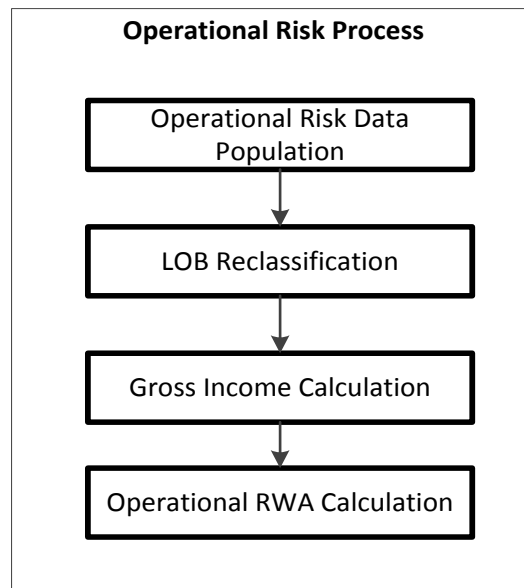 Operational Risk Process
Operational Risk Data
Population
LOB Reclassification
Gross Income Calculation
Operational RWA Calculation